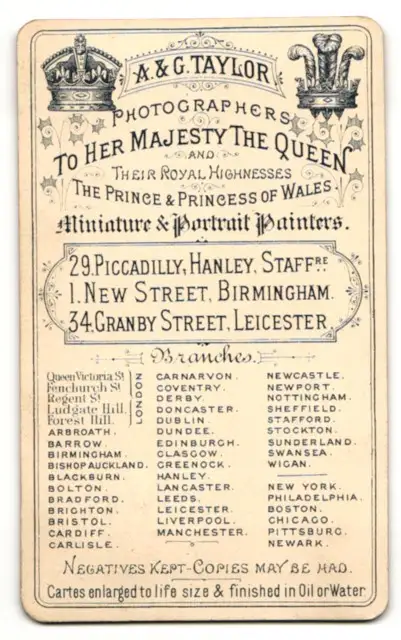 A. & G. TAYLOR
PHOTOGRAPHERS
TO HER MAJESTY THE QUEEN
AND
THEIR ROYAL HIGHNESSES
THE PRINCE & PRINCESS OF WALES.
Miniature & Portrait Painters.
29. PICCADILLY, HANLEY, STAFFRE
1. NEW STREET, BIRMINGHAM.
34. GRANBY STREET, LEICESTER.
Branches.
Queen Victoria St
Fenchurch St
Regent St
Ludgate Hill.
Forest Hill.
LONDON
ARBROATH.
BARROW.
BIRMINGHAM.
BISHOP AUCKLAND.
BLACKBURN.
BOLTON.
BRADFORD.
BRIGHTON.
BRISTOL.
CARDIFF.
CARLISLE.
CARNARVON.
COVENTRY.
DERBY.
DONCASTER.
DUBLIN.
DUNDEE.
EDINBURGH.
GLASGOW.
GREENOCK.
HANLEY.
LANCASTER.
LEEDS.
LEICESTER.
LIVERPOOL.
MANCHESTER.
NEWCASTLE.
NEWPORT.
NOTTINGHAM.
SHEFFIELD.
STAFFORD.
STOCKTON.
SUNDERLAND.
SWANSEA.
WIGAN.
NEW YORK.
PHILADELPHIA.
BOSTON.
CHICAGO.
PITTSBURG.
NEWARK.
NEGATIVES KEPT-COPIES MAY BE HAD.
Cartes enlarged to life size & finished in Oil or Water